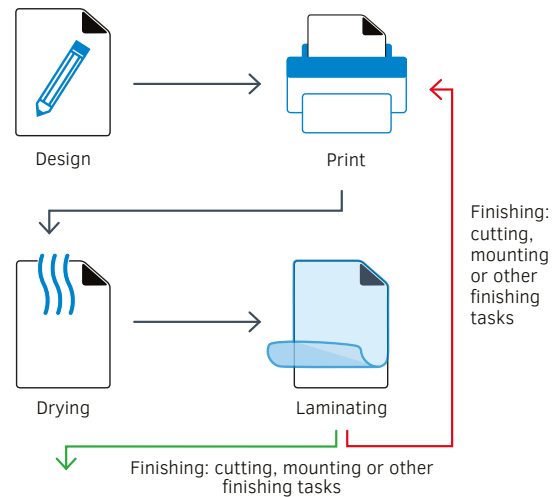 Design
Print
Finishing:
cutting,
mounting
or other
finishing
tasks
Drying
Laminating
Finishing: cutting, mounting or other
finishing tasks